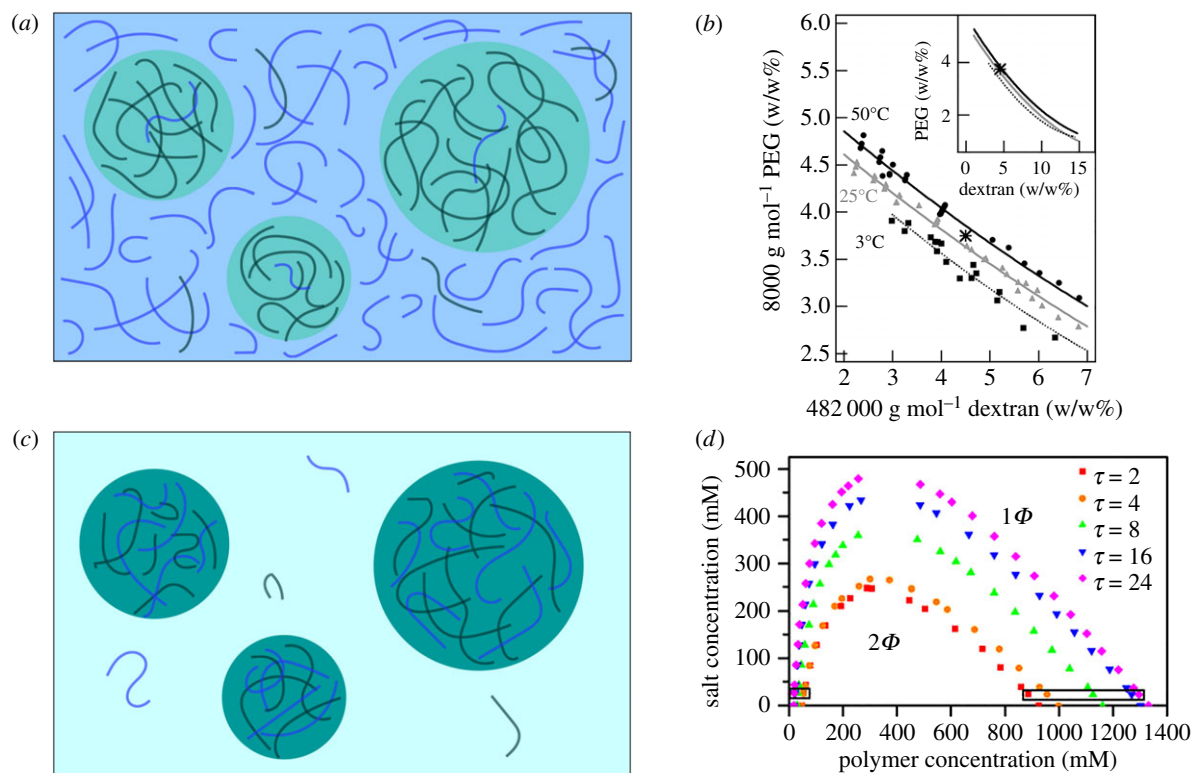 (a)
(b)
6.0
5.5
5.0
4.5
4.0
3.5
3.0
2.5
8000 g mol⁻¹ PEG (w/w%)
50°C
25°C
3°C
2 3 4 5 6 7
482 000 g mol⁻¹ dextran (w/w%)
PEG (w/w%)
4
2
0 5 10 15
dextran (w/w%)
(c)
(d)
salt concentration (mM)
500
400
300
200
100
0
1Φ
2Φ
τ = 2
τ = 4
τ = 8
τ = 16
τ = 24
0 200 400 600 800 1000 1200 1400
polymer concentration (mM)